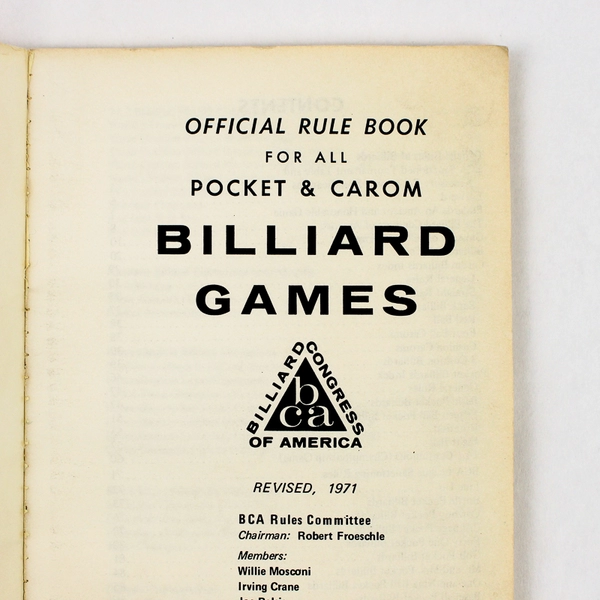 OFFICIAL RULE BOOK
FOR ALL
POCKET & CAROM
BILLIARD
GAMES
BILLIARD CONGRESS
bca
OF AMERICA
REVISED, 1971
BCA Rules Committee
Chairman: Robert Froeschle
Members:
Willie Mosconi
Irving Crane